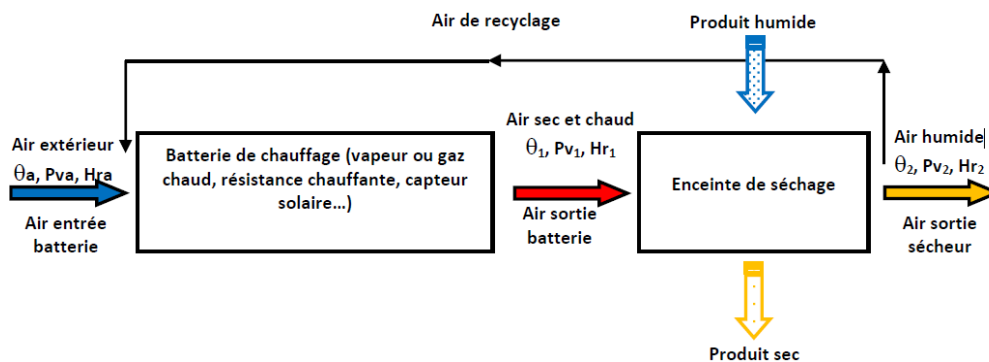 Air de recyclage
Produit humide
Air extérieur
θa, Pva, Hra
Air entrée
batterie
Batterie de chauffage (vapeur ou gaz
chaud, résistance chauffante, capteur
solaire…)
Air sec et chaud
θ₁, Pv₁, Hr₁
Air sortie
batterie
Enceinte de séchage
Air humide
θ₂, Pv₂, Hr₂
Air sortie
sécheur
Produit sec